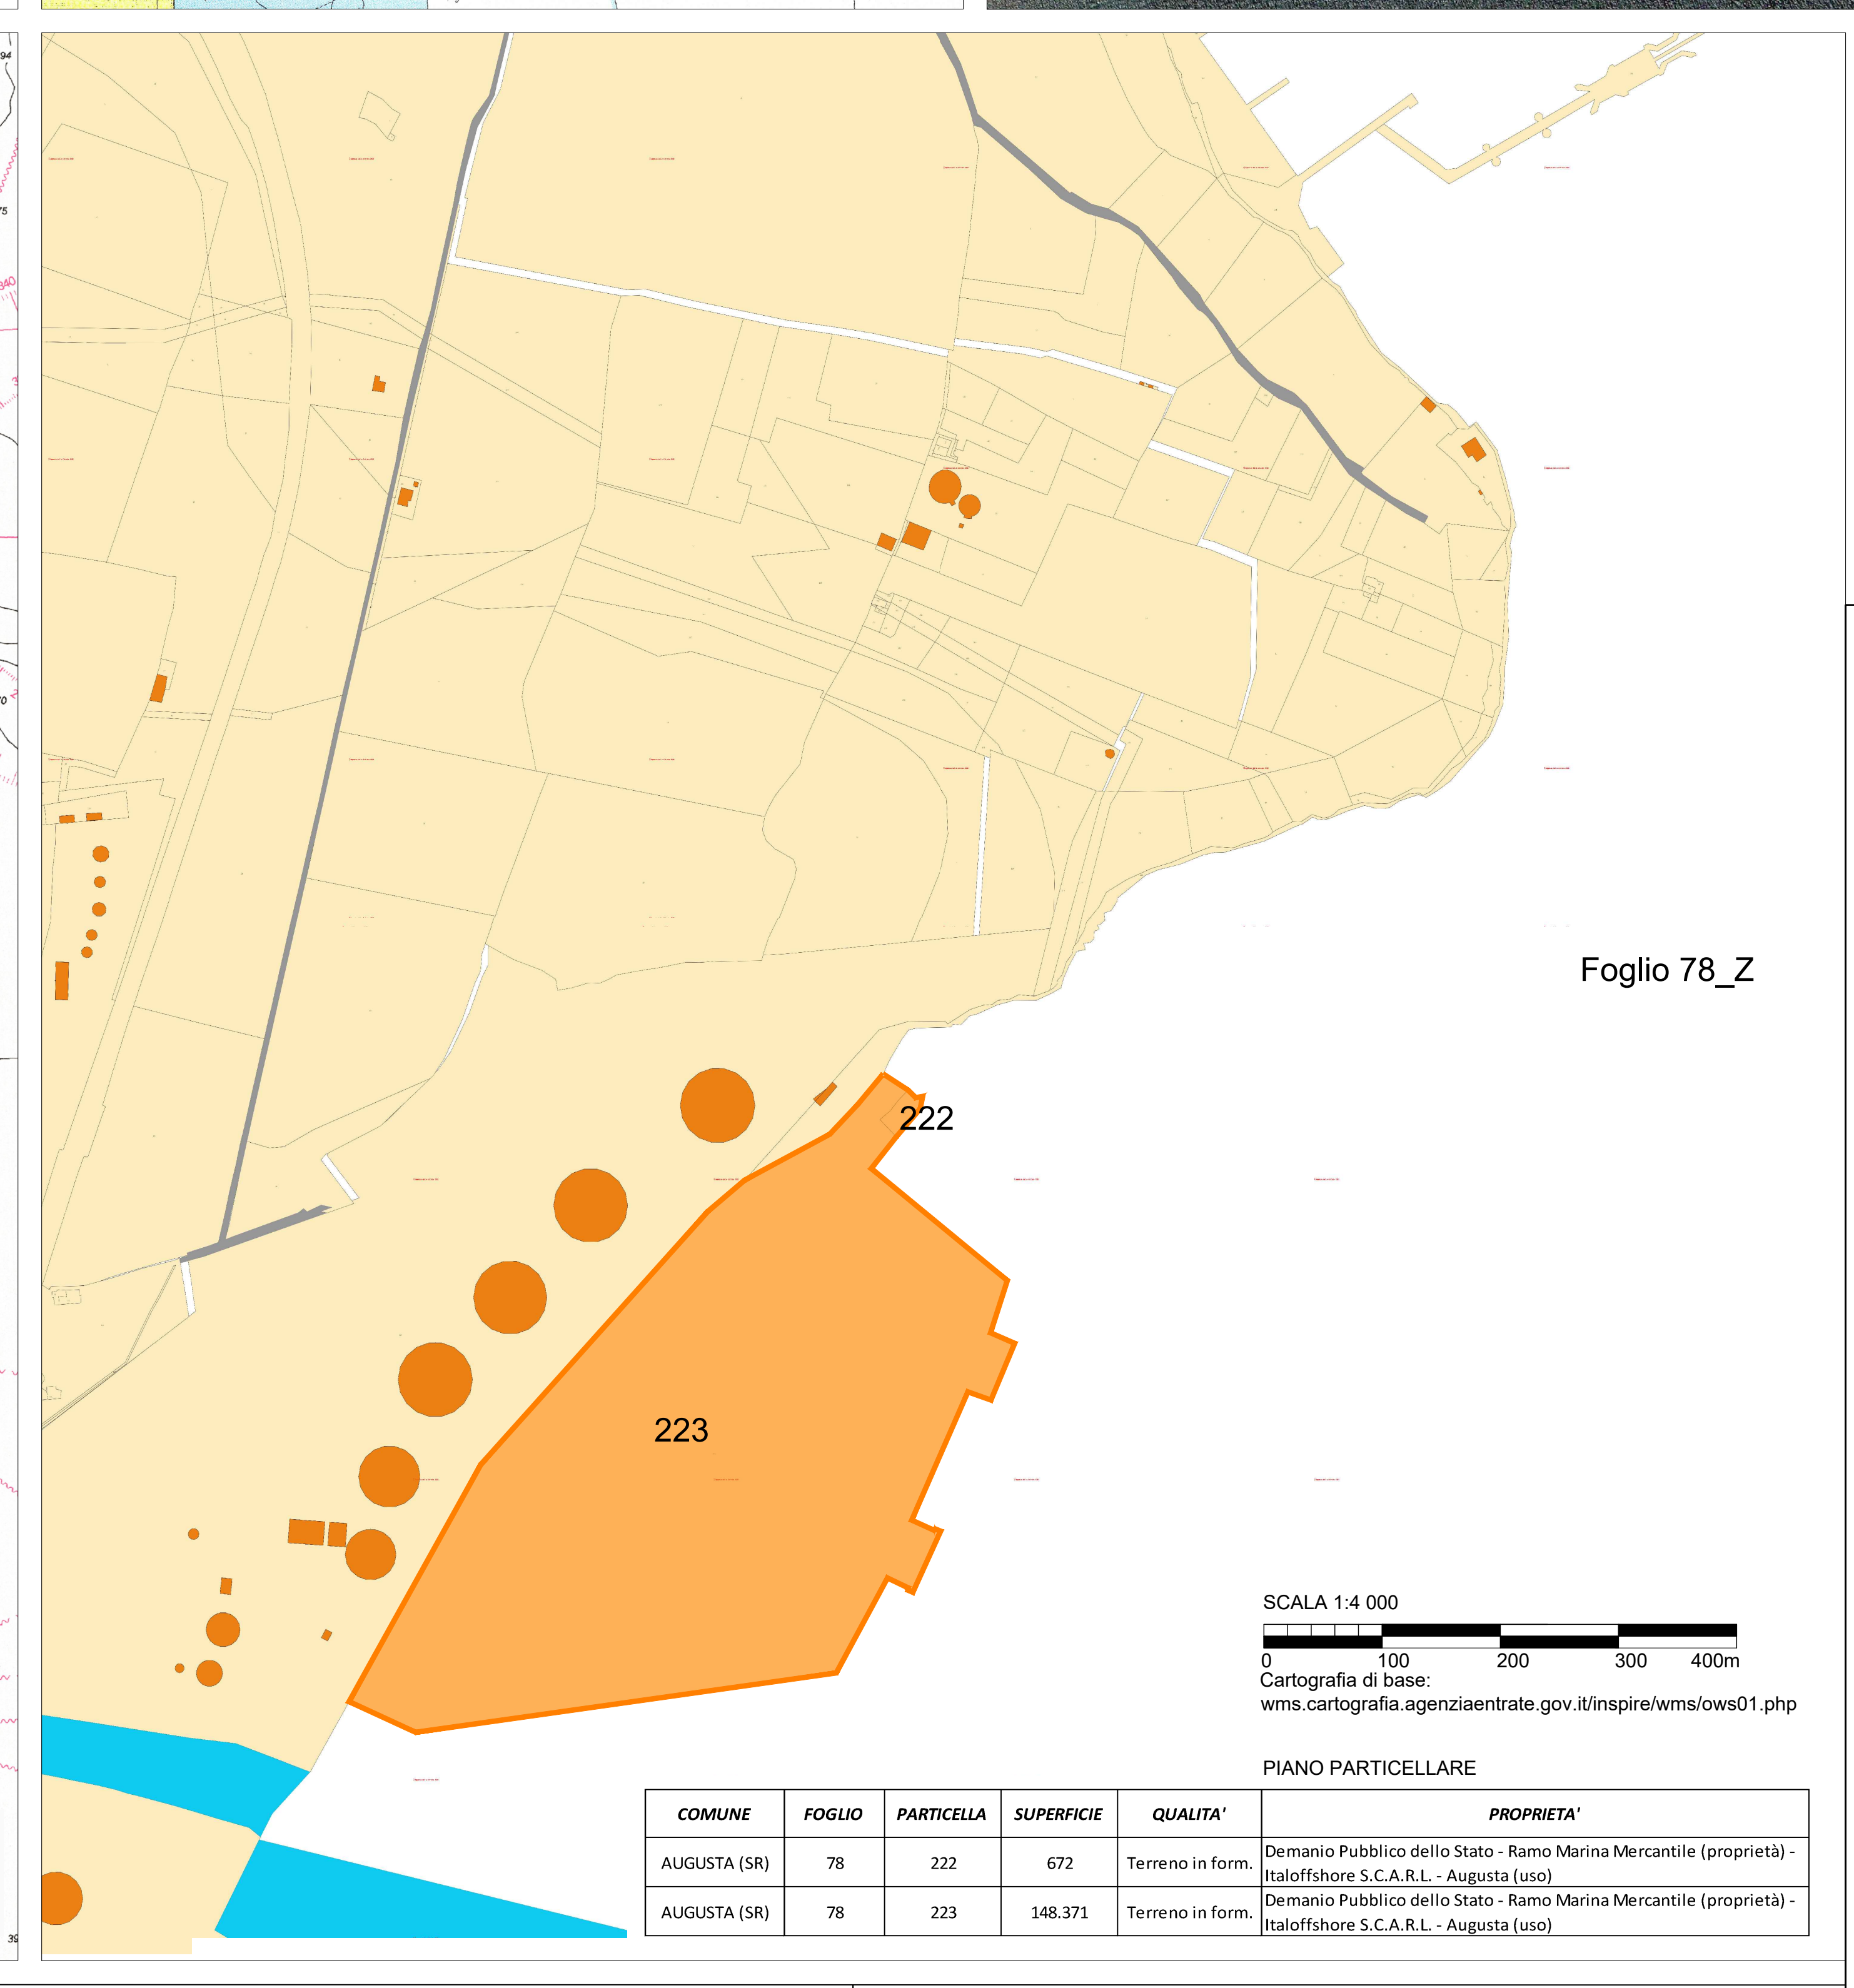 222
223
Foglio 78_Z
SCALA 1:4 000
0 100 200 300 400m
Cartografia di base:
wms.cartografia.agenziaentrate.gov.it/inspire/wms/ows01.php
PIANO PARTICELLARE
COMUNE FOGLIO PARTICELLA SUPERFICIE QUALITA' PROPRIETA'
AUGUSTA (SR) 78 222 672 Terreno in form. Demanio Pubblico dello Stato - Ramo Marina Mercantile (proprietà) -
Italoffshore S.C.A.R.L. - Augusta (uso)
AUGUSTA (SR) 78 223 148.371 Terreno in form. Demanio Pubblico dello Stato - Ramo Marina Mercantile (proprietà) -
Italoffshore S.C.A.R.L. - Augusta (uso)